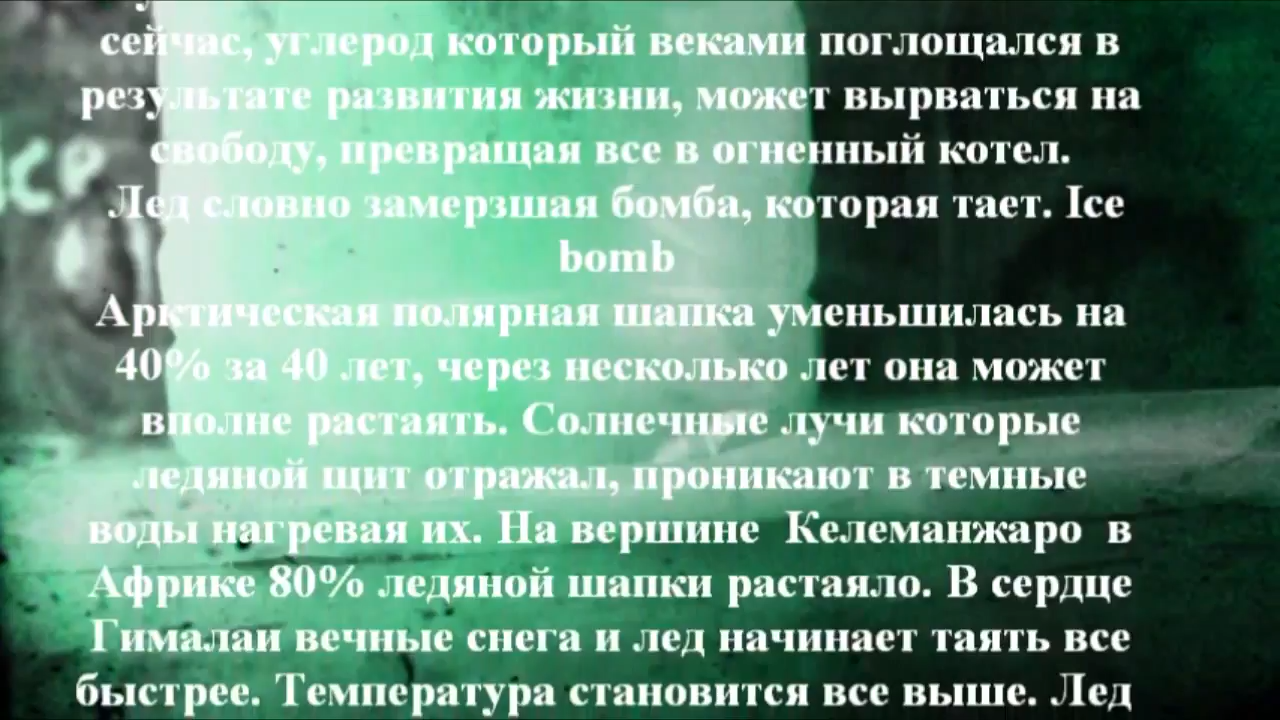 сейчас, углерод который веками поглощался в
результате развития жизни, может вырваться на
свободу, превращая все в огненный котел.
Лед словно замерзшая бомба, которая тает. Ice
bomb
Арктическая полярная шапка уменьшилась на
40% за 40 лет, через несколько лет она может
вполне растаять. Солнечные лучи которые
ледяной щит отражал, проникают в темные
воды нагревая их. На вершине Келеманжаро в
Африке 80% ледяной шапки растаяло. В сердце
Гималаи вечные снега и лед начинает таять все
быстрее. Температура становится все выше. Лед